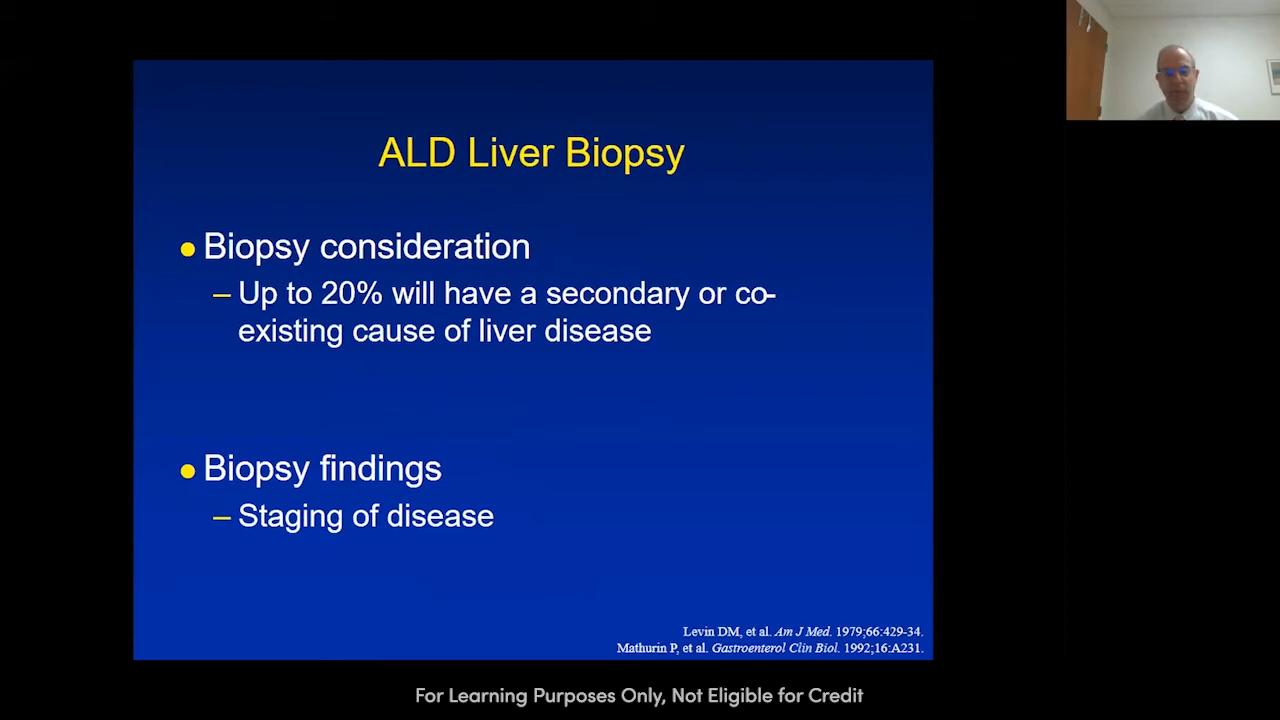 ALD Liver Biopsy
● Biopsy consideration
– Up to 20% will have a secondary or co-
existing cause of liver disease
● Biopsy findings
– Staging of disease
Levin DM, et al. Am J Med. 1979;66:429-34.
Mathurin P, et al. Gastroenterol Clin Biol. 1992;16:A231.
For Learning Purposes Only, Not Eligible for Credit